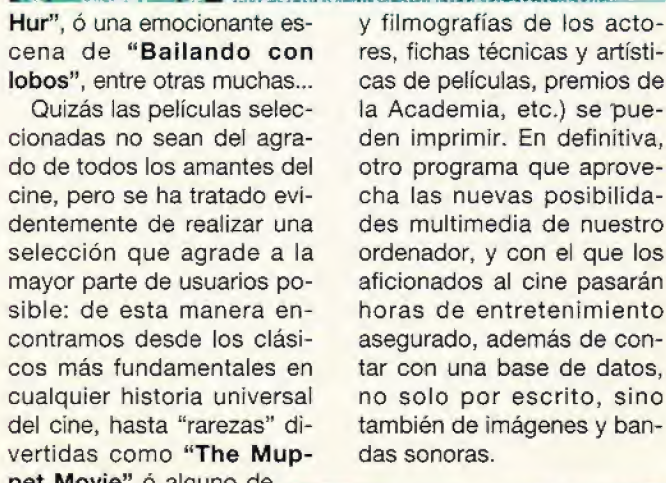 Hur”, ó una emocionante es-
cena de “Bailando con
lobos”, entre otras muchas...
Quizás las películas selec-
cionadas no sean del agra-
do de todos los amantes del
cine, pero se ha tratado evi-
dentemente de realizar una
selección que agrade a la
mayor parte de usuarios po-
sible: de esta manera en-
contramos desde los clási-
cos más fundamentales en
cualquier historia universal
del cine, hasta “rarezas” di-
vertidas como “The Mup-
pet Movie” ó alguno de
y filmografías de los acto-
res, fichas técnicas y artísti-
cas de películas, premios de
la Academia, etc.) se pue-
den imprimir. En definitiva,
otro programa que aprove-
cha las nuevas posibilida-
des multimedia de nuestro
ordenador, y con el que los
aficionados al cine pasarán
horas de entretenimiento
asegurado, además de con-
tar con una base de datos,
no solo por escrito, sino
también de imágenes y ban-
das sonoras.